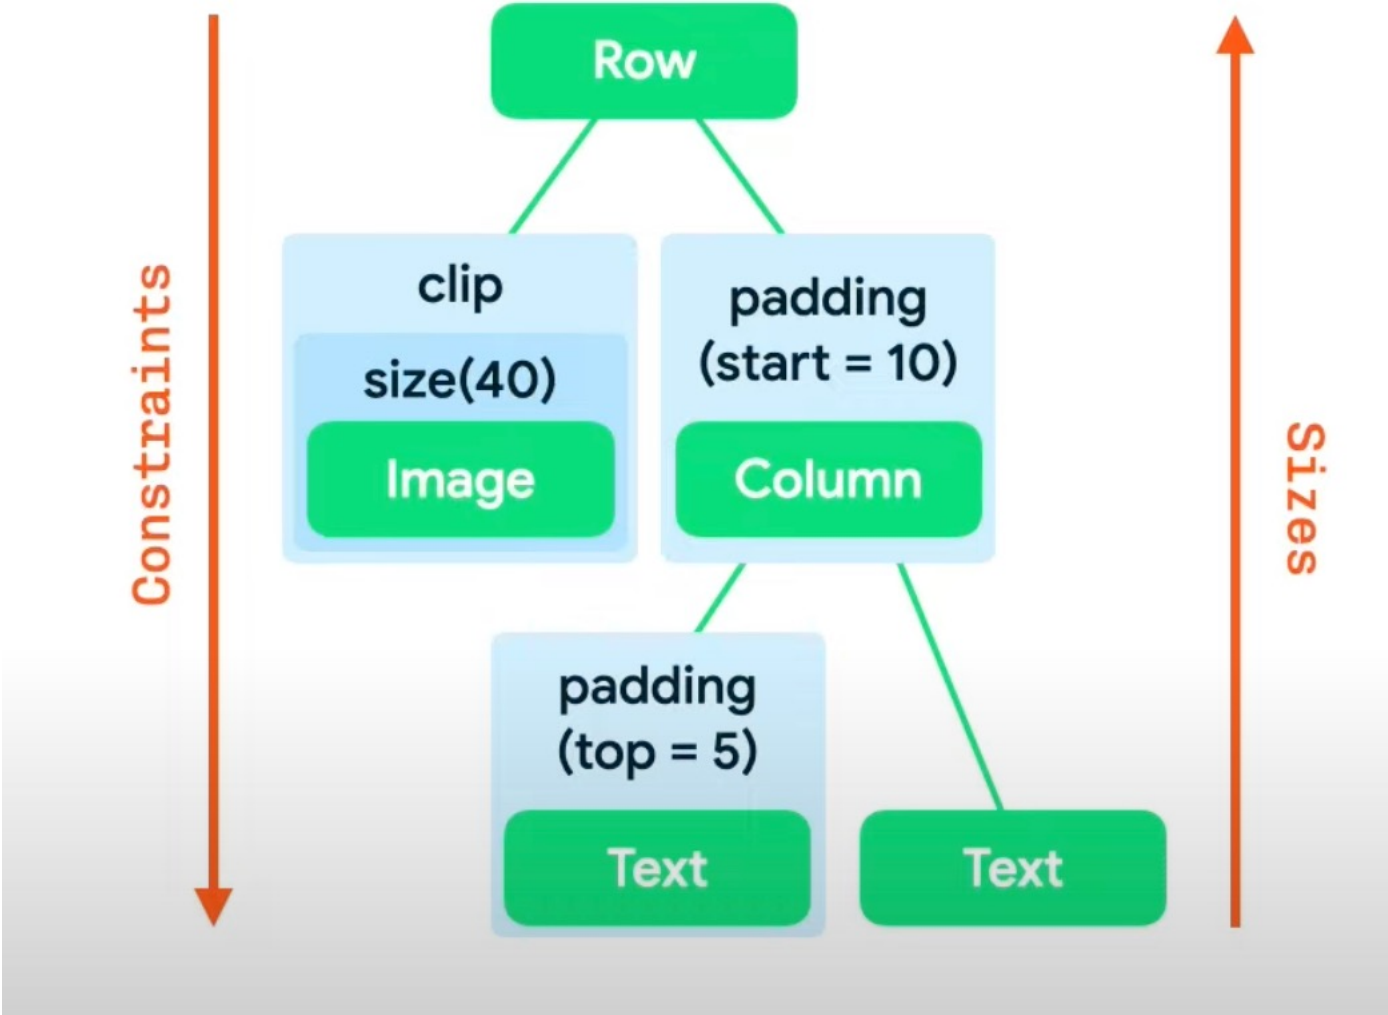 Row
clip
size(40)
Image
padding
(start = 10)
Column
padding
(top = 5)
Text
Text
Constraints
Sizes